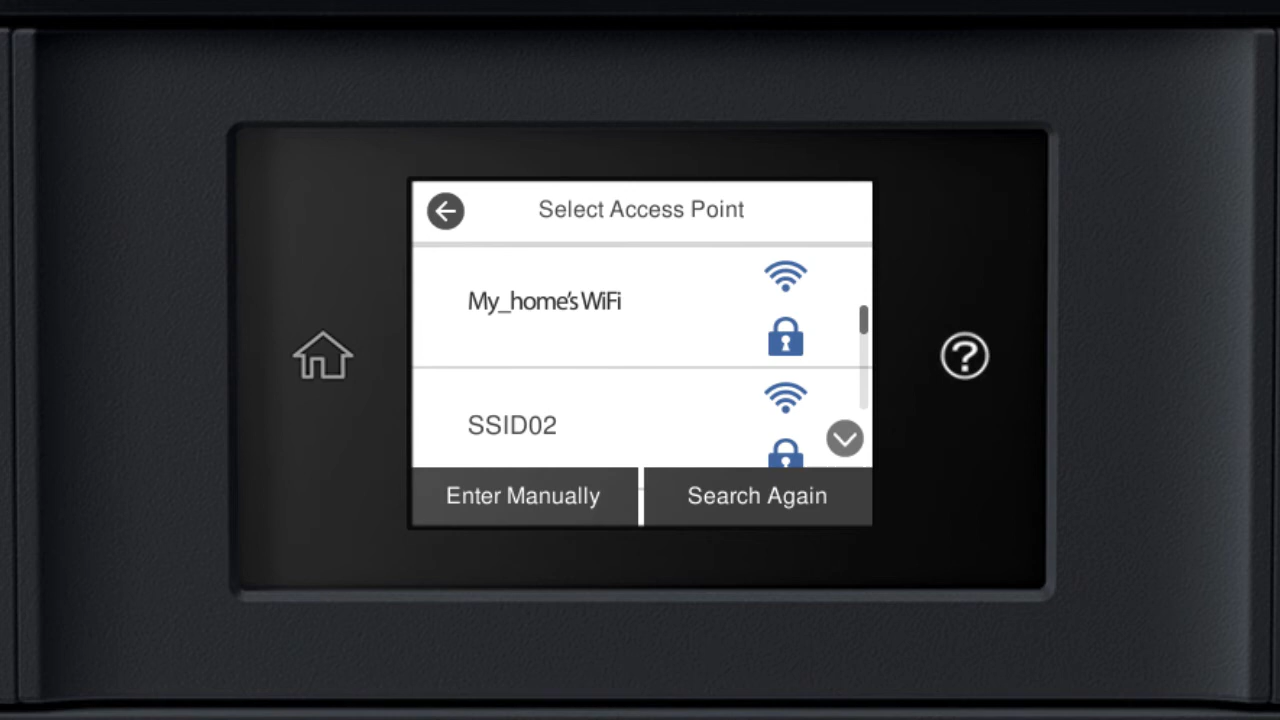 Select Access Point
My_home's WiFi
SSID02
Enter Manually
Search Again